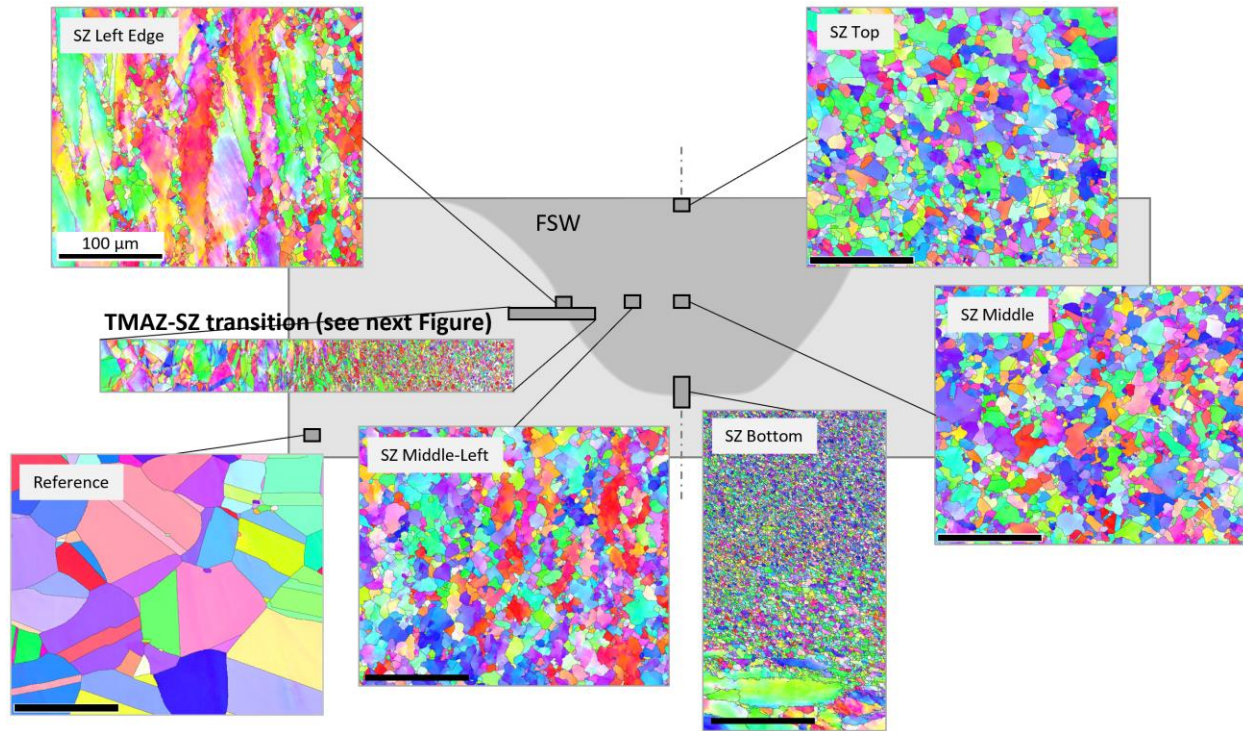 SZ Left Edge
100 µm
SZ Top
FSW
TMAZ-SZ transition (see next Figure)
SZ Middle
Reference
SZ Middle-Left
SZ Bottom